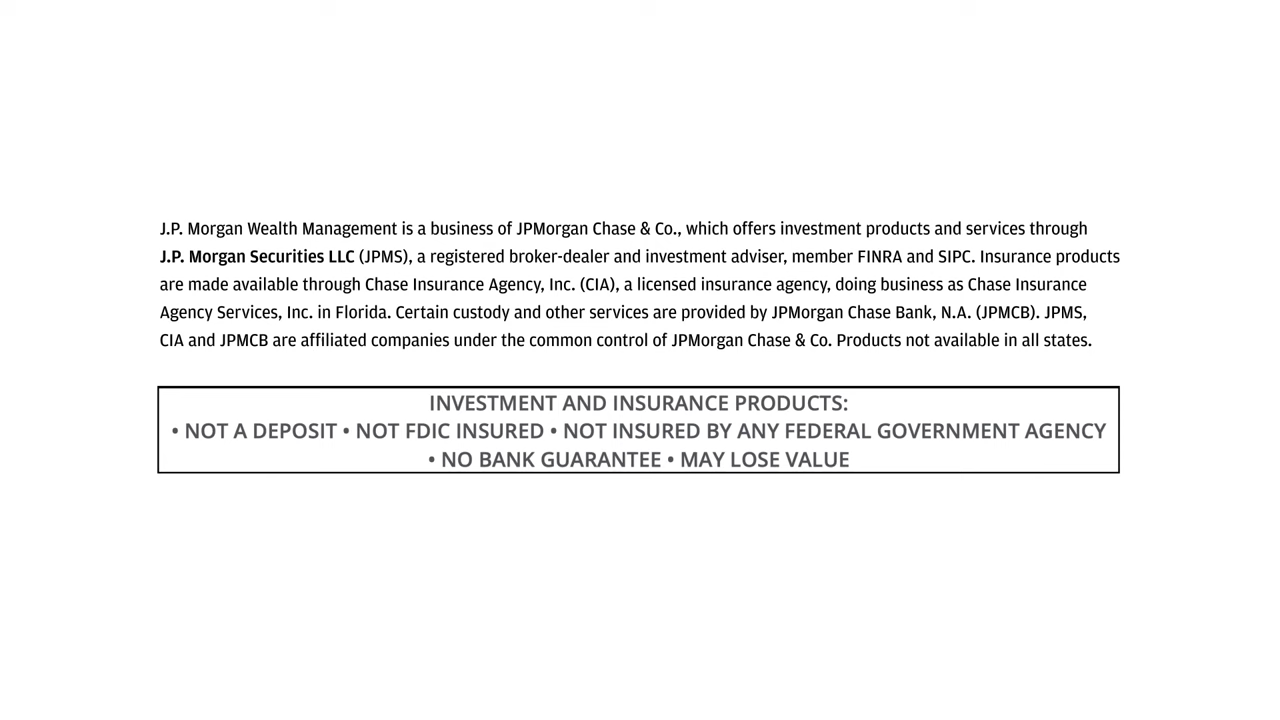 J.P. Morgan Wealth Management is a business of JPMorgan Chase & Co., which offers investment products and services through
J.P. Morgan Securities LLC (JPMS), a registered broker-dealer and investment adviser, member FINRA and SIPC. Insurance products
are made available through Chase Insurance Agency, Inc. (CIA), a licensed insurance agency, doing business as Chase Insurance
Agency Services, Inc. in Florida. Certain custody and other services are provided by JPMorgan Chase Bank, N.A. (JPMCB). JPMS,
CIA and JPMCB are affiliated companies under the common control of JPMorgan Chase & Co. Products not available in all states.
INVESTMENT AND INSURANCE PRODUCTS:
• NOT A DEPOSIT • NOT FDIC INSURED • NOT INSURED BY ANY FEDERAL GOVERNMENT AGENCY
• NO BANK GUARANTEE • MAY LOSE VALUE